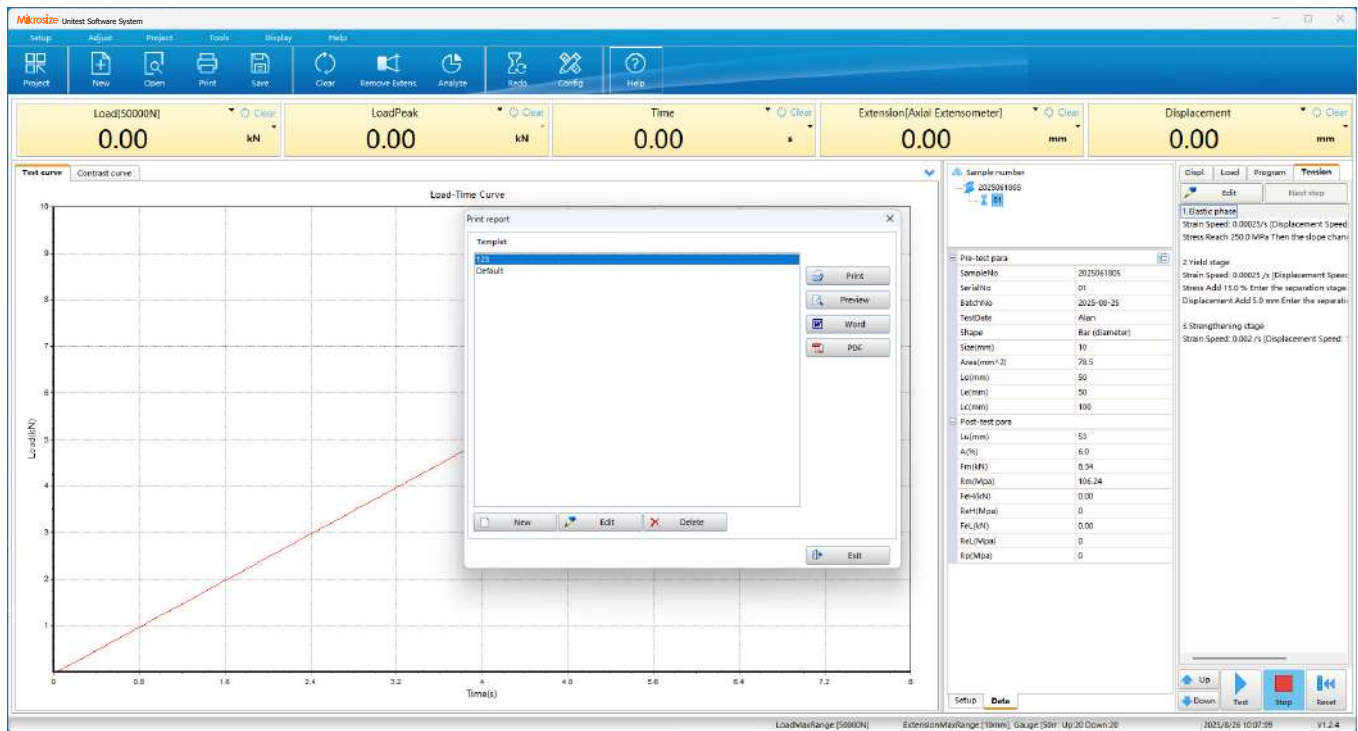 Mikrosize Unitest Software System
Setup Adjust Project Tools Display Help
Project New Open Print Save Clear Remove Extens. Analyze Redo Config Help
Load[50000N] Clear LoadPeak Clear Time Clear Extension[Axial Extensometer] Clear Displacement Clear
0.00 kN 0.00 kN 0.00 s 0.00 mm 0.00 mm
Test curve Contrast curve
Load-Time Curve
10
9
8
7
6
5
4
3
2
1
Load(kN)
0 0.8 1.6 2.4 3.2 4 4.8 5.6 6.4 7.2 8
Time(s)
Print report
Templet
123
Default
Print
Preview
Word
PDF
New Edit Delete
Exit
Sample number
2025061805
01
Pre-test para
SampleNo 2025061805
SerialNo 01
BatchNo 2025-08-25
TestDate Alan
Shape Bar (diameter)
Size(mm) 10
Area(mm^2) 78.5
Lo(mm) 50
Le(mm) 50
Lc(mm) 100
Post-test para
Lu(mm) 53
A(%) 6.0
Fm(kN) 8.34
Rm(Mpa) 106.24
FeH(kN) 0.00
ReH(Mpa) 0
FeL(kN) 0.00
ReL(Mpa) 0
Rp(Mpa) 0
Setup Data
Displ. Load Program Tension
Edit Next step
1.Elastic phase
Strain Speed: 0.00025/s (Displacement Speed
Stress Reach 250.0 MPa Then the slope chan
2.Yield stage
Strain Speed: 0.00025 /s (Displacement Speed
Stress Add 15.0 % Enter the separation stage
Displacement Add 5.0 mm Enter the separati
3.Strengthening stage
Strain Speed: 0.002 /s (Displacement Speed:
Up
Down Test Stop Reset
LoadMaxRange:[50000N] ExtensionMaxRange:[10mm], Gauge:[50m Up:20 Down:20 2025/8/26 10:07:09 V1.2.4